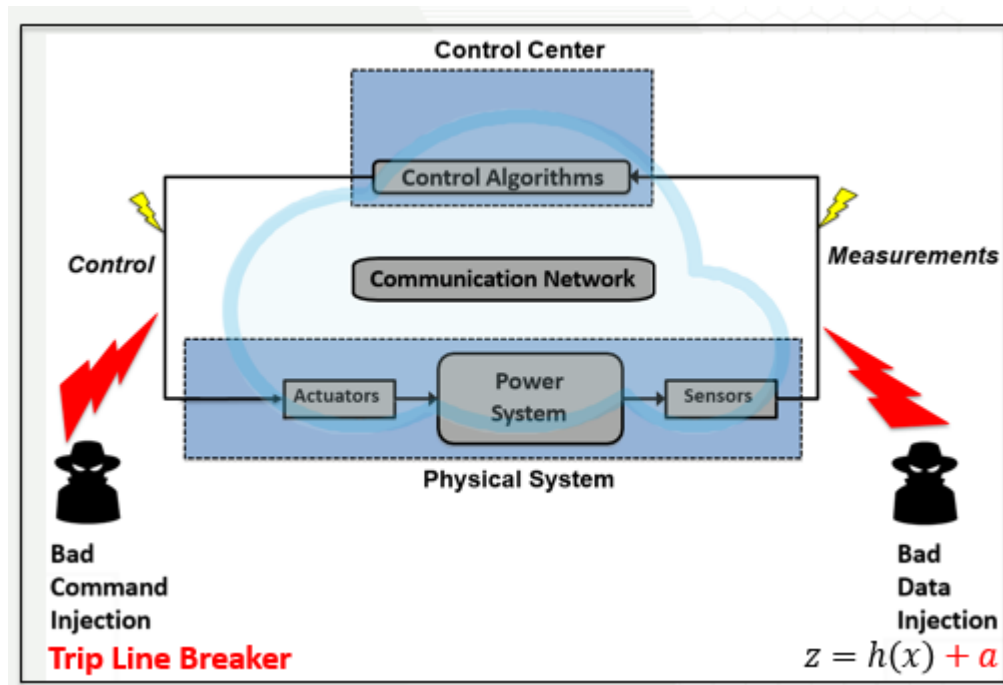 Control Center
Control Algorithms
Control
Measurements
Communication Network
Actuators
Power
System
Sensors
Physical System
Bad
Command
Injection
Trip Line Breaker
Bad
Data
Injection
z = h(x) + a